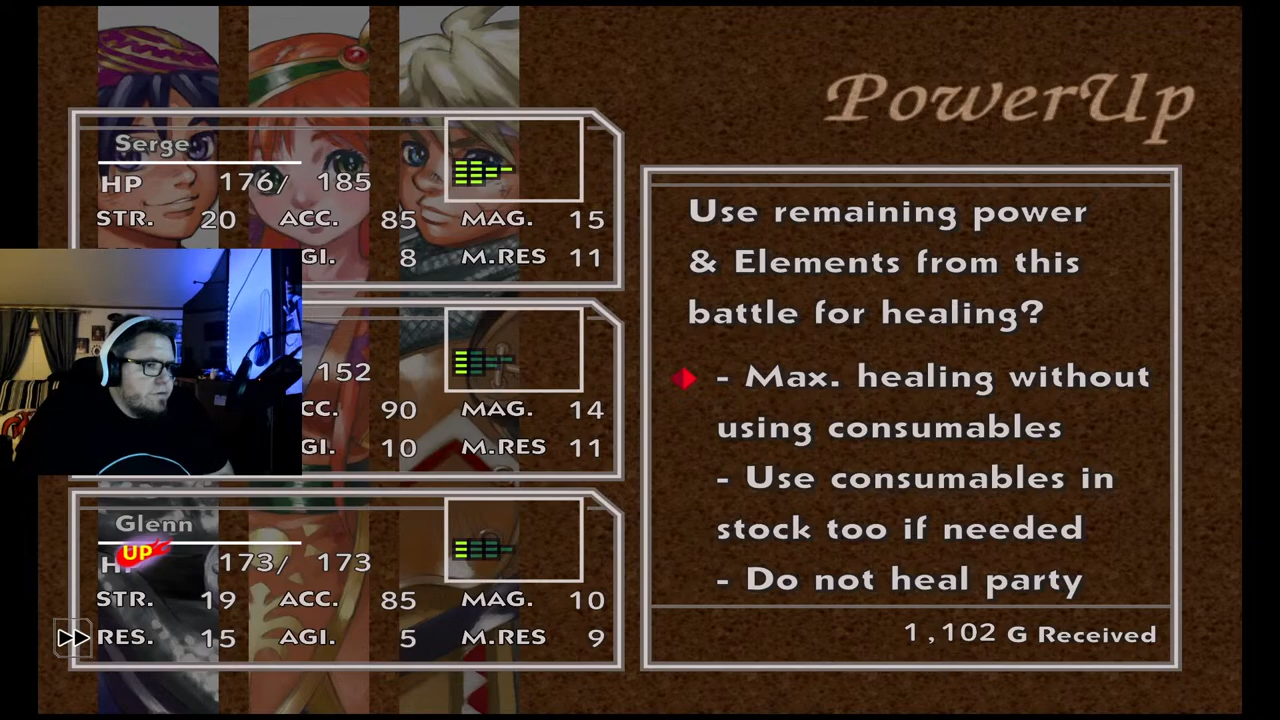 PowerUp
Serge
HP 176/ 185
STR. 20 ACC. 85 MAG. 15
GI. 8 M.RES 11
152
CC. 90 MAG. 14
GI. 10 M.RES 11
Glenn
UP
HP 173/ 173
STR. 19 ACC. 85 MAG. 10
RES. 15 AGI. 5 M.RES 9
Use remaining power
& Elements from this
battle for healing?
- Max. healing without
using consumables
- Use consumables in
stock too if needed
- Do not heal party
1,102 G Received